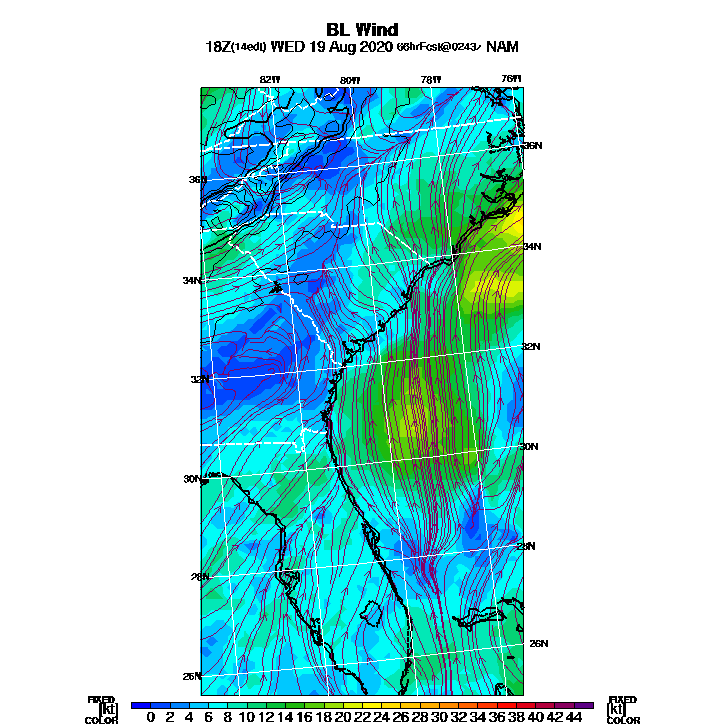 BL Wind
18Z(14edt) WED 19 Aug 2020 66hrFcst@0243z NAM
82W 80W 78W 76W
36N
36N
34N
34N
32N
32N
30N
30N
28N
28N
26N
26N
FIXED FIXED
[kt] 0 2 4 6 8 10 12 14 16 18 20 22 24 26 28 30 32 34 36 38 40 42 44 [kt]
COLOR COLOR